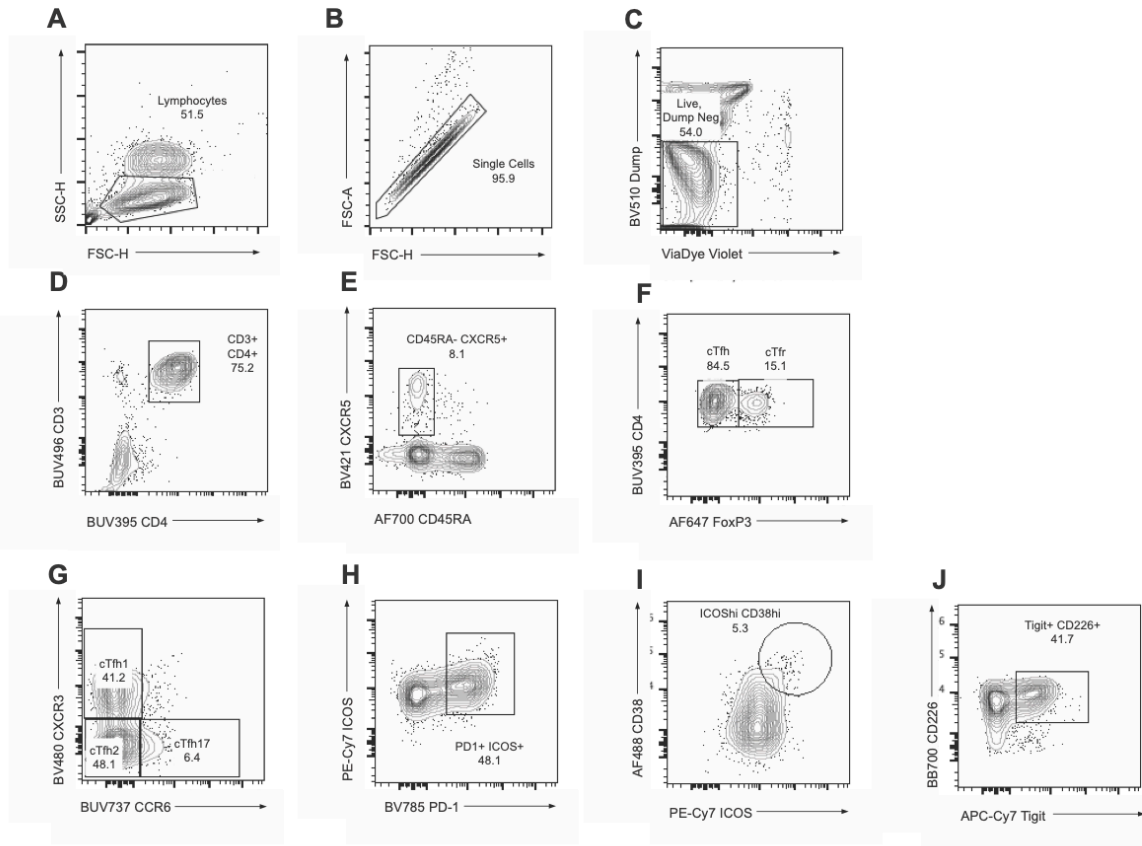 A
Lymphocytes
51.5
SSC-H
FSC-H
B
Single Cells
95.9
FSC-A
FSC-H
C
Live,
Dump Neg
54.0
BV510 Dump
ViaDye Violet
D
CD3+
CD4+
75.2
BUV496 CD3
BUV395 CD4
E
CD45RA- CXCR5+
8.1
BV421 CXCR5
AF700 CD45RA
F
cTfh
84.5
cTfr
15.1
BUV395 CD4
AF647 FoxP3
G
cTfh1
41.2
cTfh2
48.1
cTfh17
6.4
BV480 CXCR3
BUV737 CCR6
H
PD1+ ICOS+
48.1
PE-Cy7 ICOS
BV785 PD-1
I
ICOShi CD38hi
5.3
AF488 CD38
PE-Cy7 ICOS
J
Tigit+ CD226+
41.7
6
5
4
BB700 CD226
APC-Cy7 Tigit